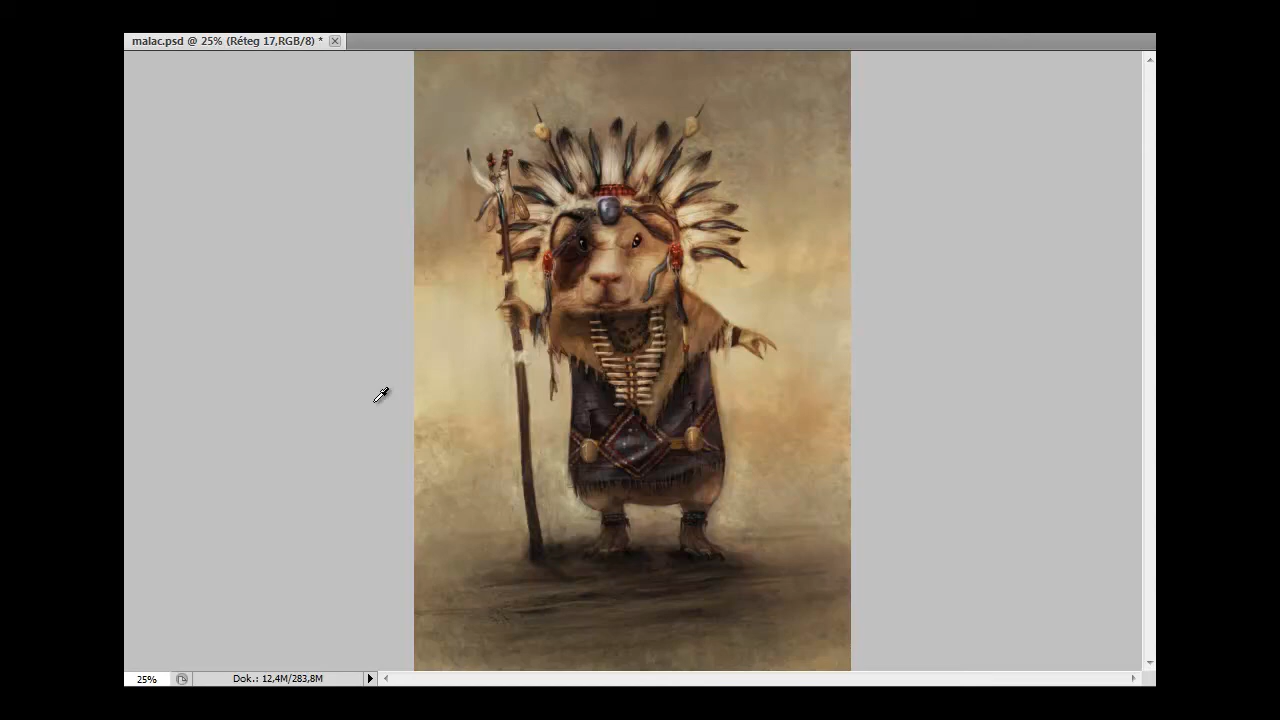 malac.psd @ 25% (Réteg 17,RGB/8) *
25%
Dok.: 12,4M/283,8M